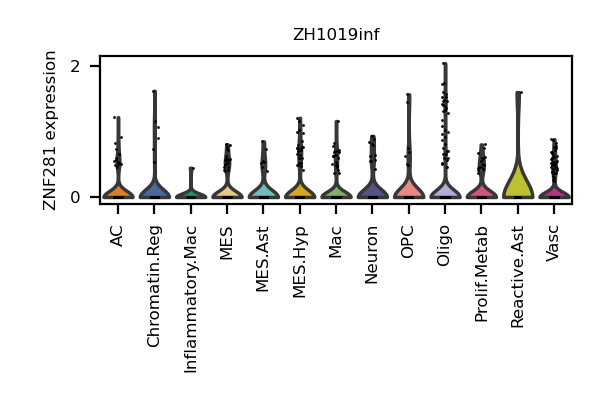 ZH1019inf
ZNF281 expression
2
0
AC
Chromatin.Reg
Inflammatory.Mac
MES
MES.Ast
MES.Hyp
Mac
Neuron
OPC
Oligo
Prolif.Metab
Reactive.Ast
Vasc